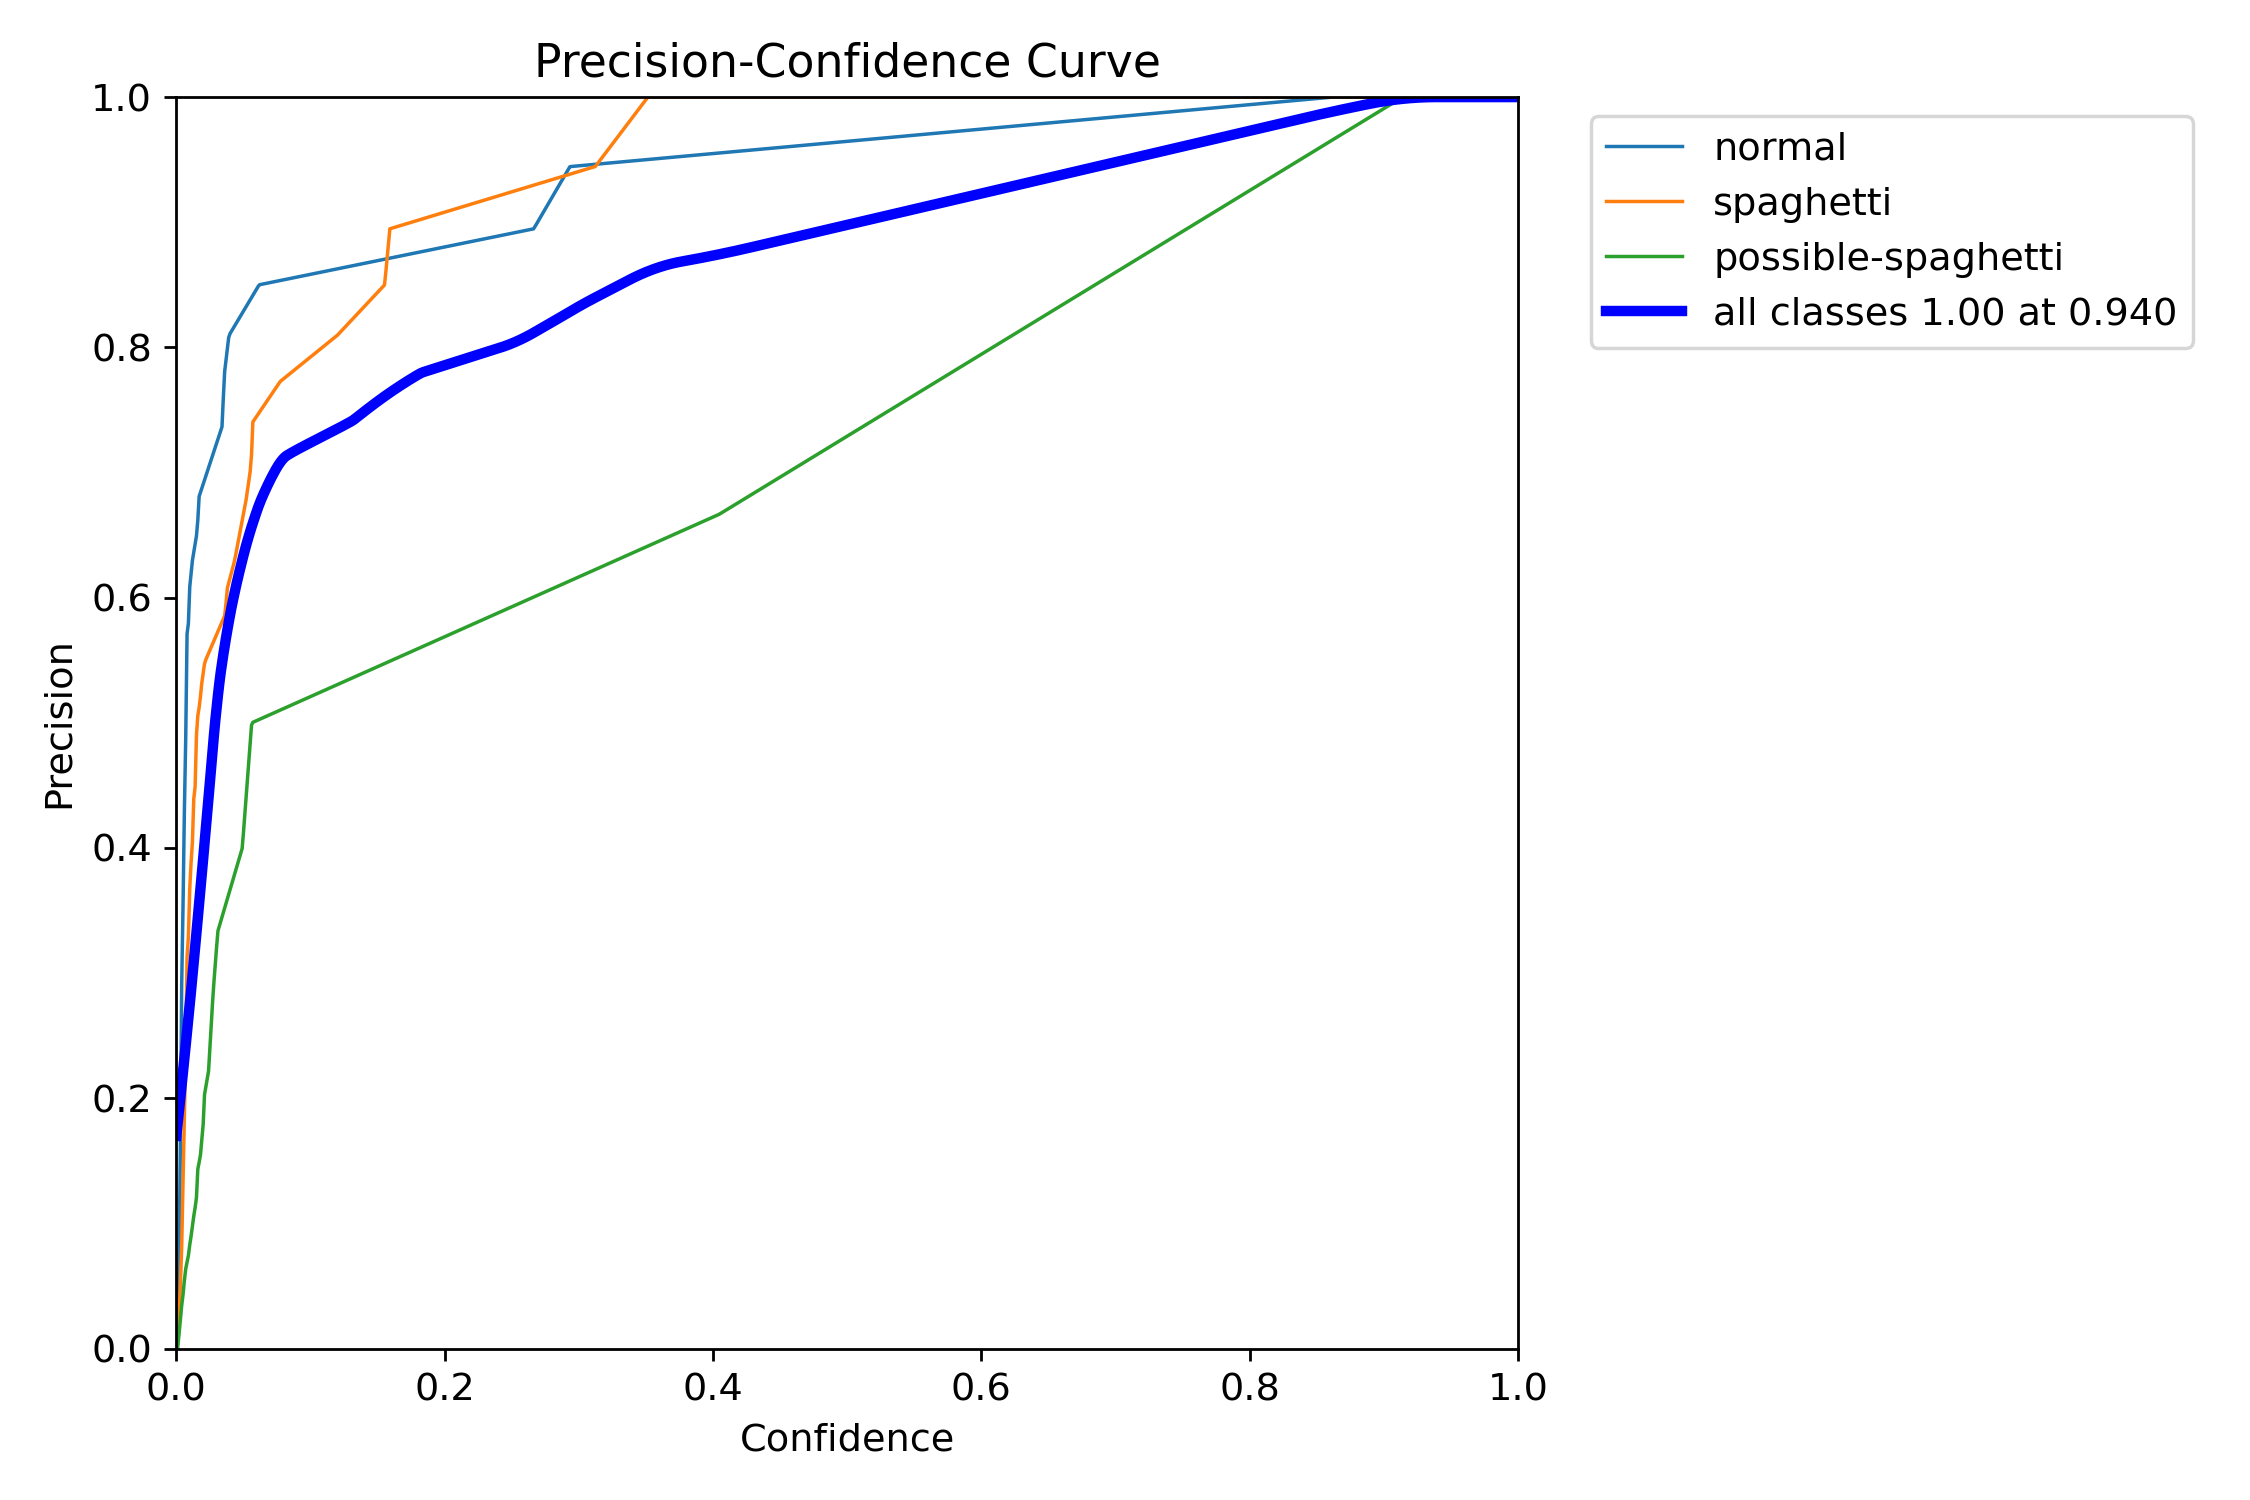 Precision-Confidence Curve
1.0
0.8
0.6
0.4
0.2
0.0
Precision
0.0 0.2 0.4 0.6 0.8 1.0
Confidence
normal
spaghetti
possible-spaghetti
all classes 1.00 at 0.940